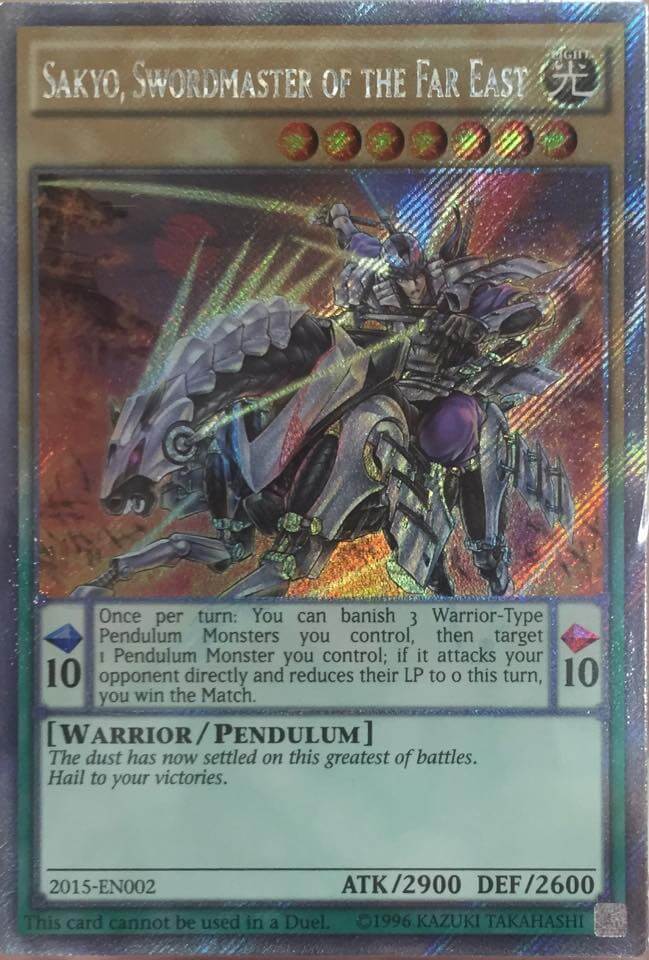 SAKYO, SWORDMASTER OF THE FAR EAST
LIGHT
光
Once per turn: You can banish 3 Warrior-Type
Pendulum Monsters you control, then target
1 Pendulum Monster you control; if it attacks your
opponent directly and reduces their LP to 0 this turn,
you win the Match.
10
10
[WARRIOR/PENDULUM]
The dust has now settled on this greatest of battles.
Hail to your victories.
2015-EN002
ATK/2900 DEF/2600
This card cannot be used in a Duel.
©1996 KAZUKI TAKAHASHI